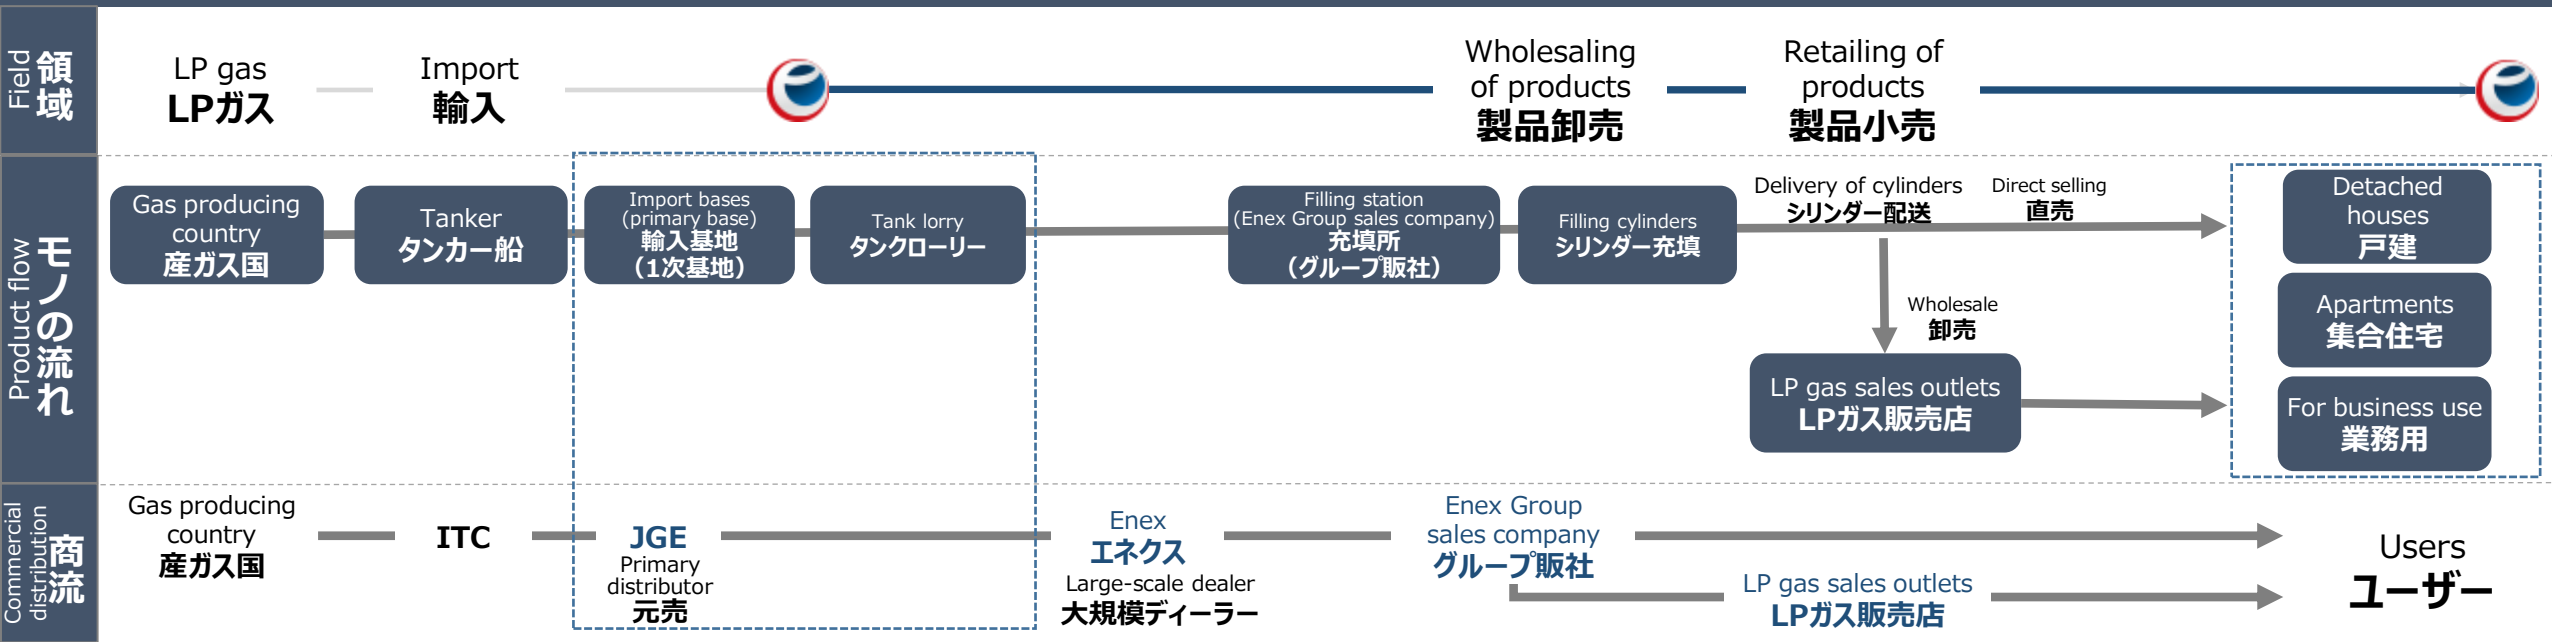 Field
領域
LP gas
LPガス
Import
輸入
Wholesaling
of products
製品卸売
Retailing of
products
製品小売
Product flow
モノの流れ
Gas producing
country
産ガス国
Tanker
タンカー船
Import bases
(primary base)
輸入基地
（1次基地）
Tank lorry
タンクローリー
Filling station
(Enex Group sales company)
充填所
（グループ販社）
Filling cylinders
シリンダー充填
Delivery of cylinders
シリンダー配送
Direct selling
直売
Wholesale
卸売
LP gas sales outlets
LPガス販売店
Detached
houses
戸建
Apartments
集合住宅
For business use
業務用
Commercial
distribution
商流
Gas producing
country
産ガス国
ITC
JGE
Primary
distributor
元売
Enex
エネクス
Large-scale dealer
大規模ディーラー
Enex Group
sales company
グループ販社
LP gas sales outlets
LPガス販売店
Users
ユーザー